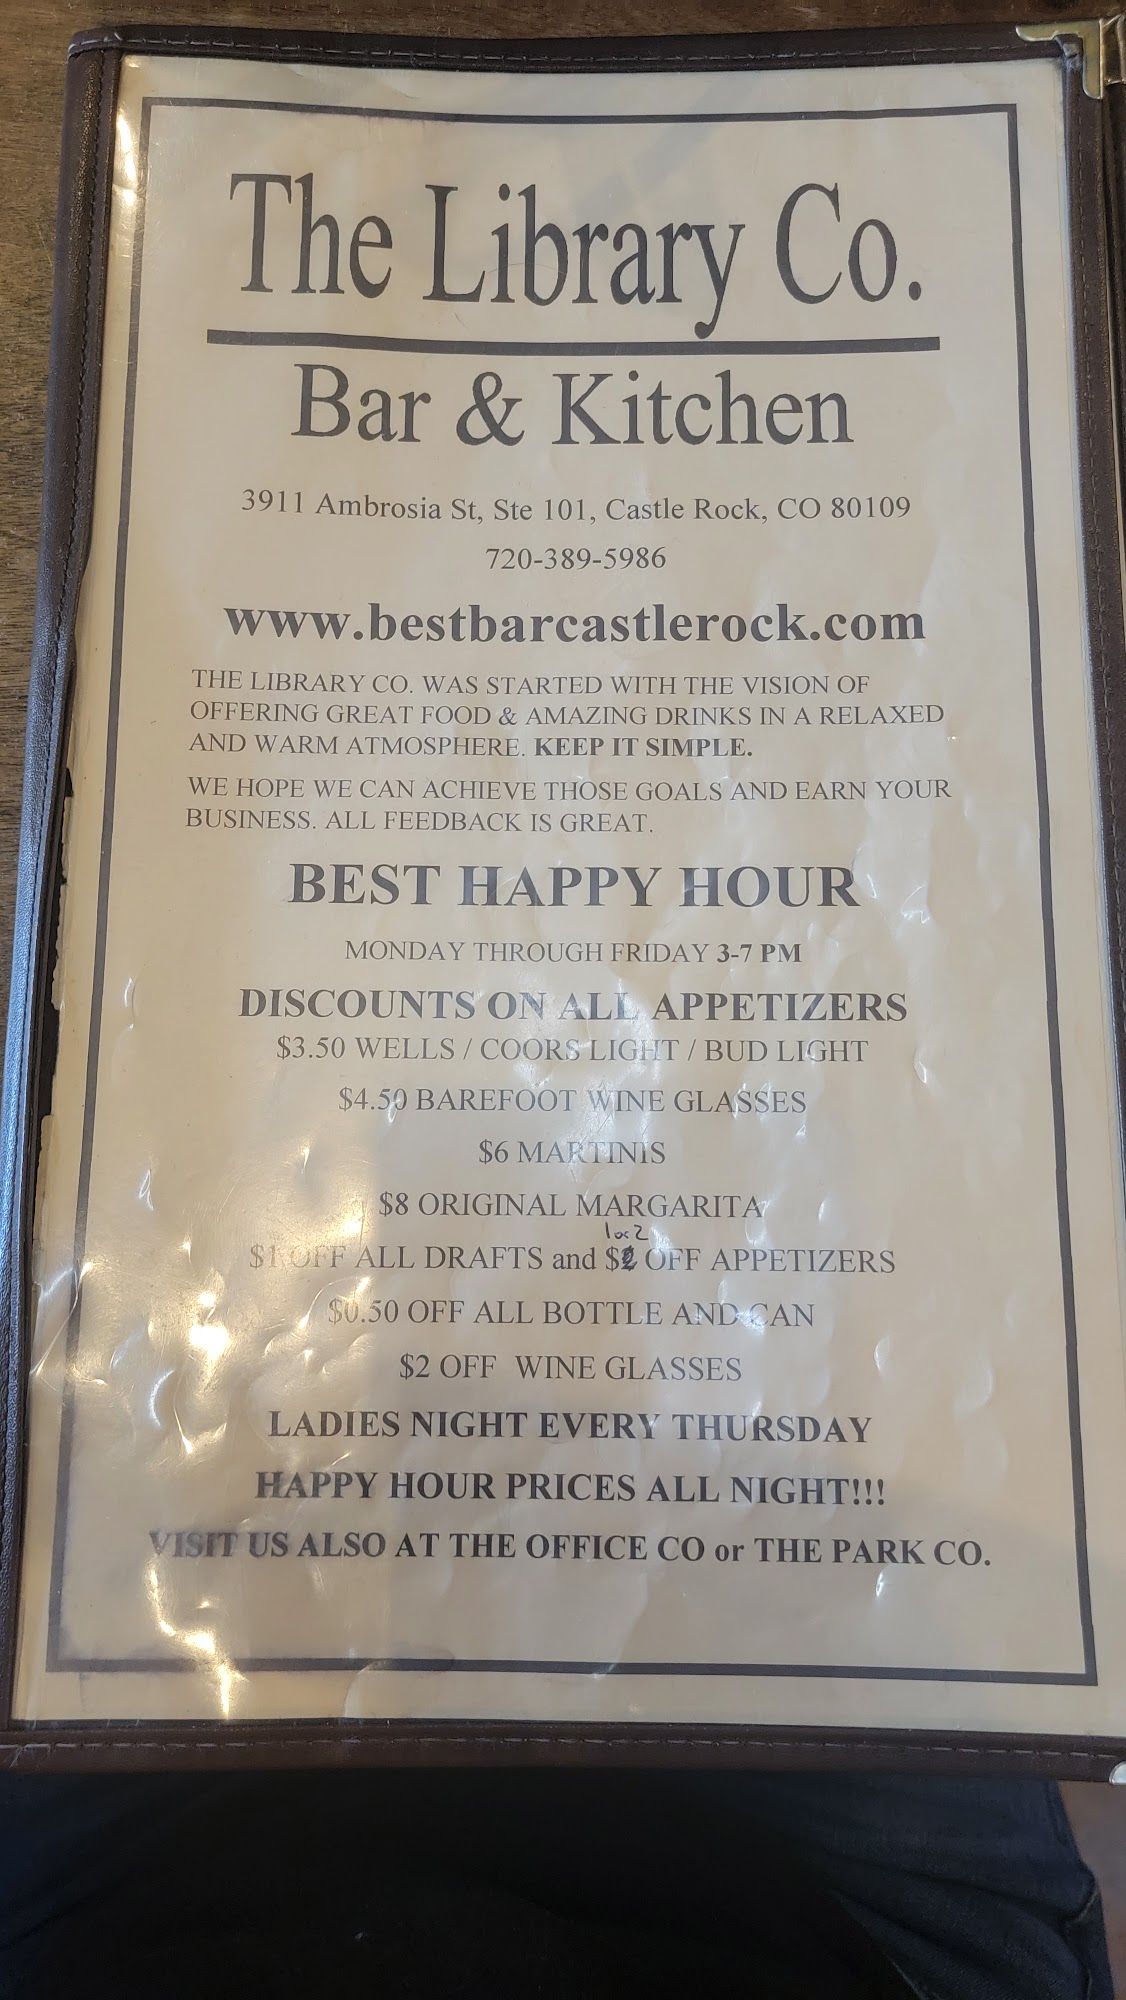 The Library Co.
Bar & Kitchen
3911 Ambrosia St, Ste 101, Castle Rock, CO 80109
720-389-5986
www.bestbarcastlerock.com
THE LIBRARY CO. WAS STARTED WITH THE VISION OF
OFFERING GREAT FOOD & AMAZING DRINKS IN A RELAXED
AND WARM ATMOSPHERE. KEEP IT SIMPLE.
WE HOPE WE CAN ACHIEVE THOSE GOALS AND EARN YOUR
BUSINESS. ALL FEEDBACK IS GREAT.
BEST HAPPY HOUR
MONDAY THROUGH FRIDAY 3-7 PM
DISCOUNTS ON ALL APPETIZERS
$3.50 WELLS / COORS LIGHT / BUD LIGHT
$4.50 BAREFOOT WINE GLASSES
$6 MARTINIS
$8 ORIGINAL MARGARITA
1 or 2
$1 OFF ALL DRAFTS and $2 OFF APPETIZERS
$0.50 OFF ALL BOTTLE AND CAN
$2 OFF WINE GLASSES
LADIES NIGHT EVERY THURSDAY
HAPPY HOUR PRICES ALL NIGHT!!!
VISIT US ALSO AT THE OFFICE CO or THE PARK CO.